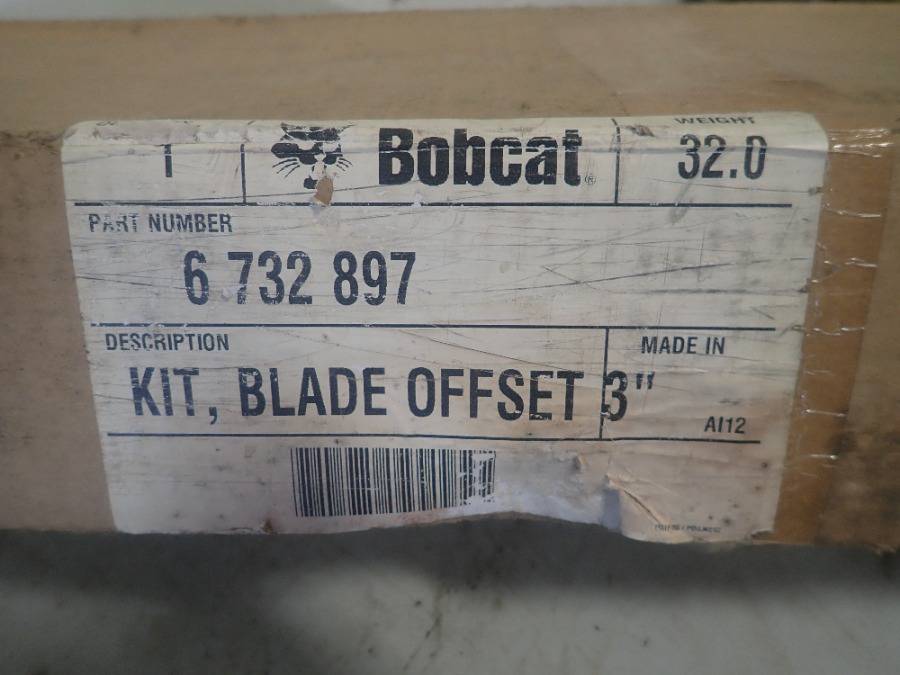 WEIGHT
1 Bobcat® 32.0
PART NUMBER
6 732 897
DESCRIPTION MADE IN
KIT, BLADE OFFSET 3"
AI12